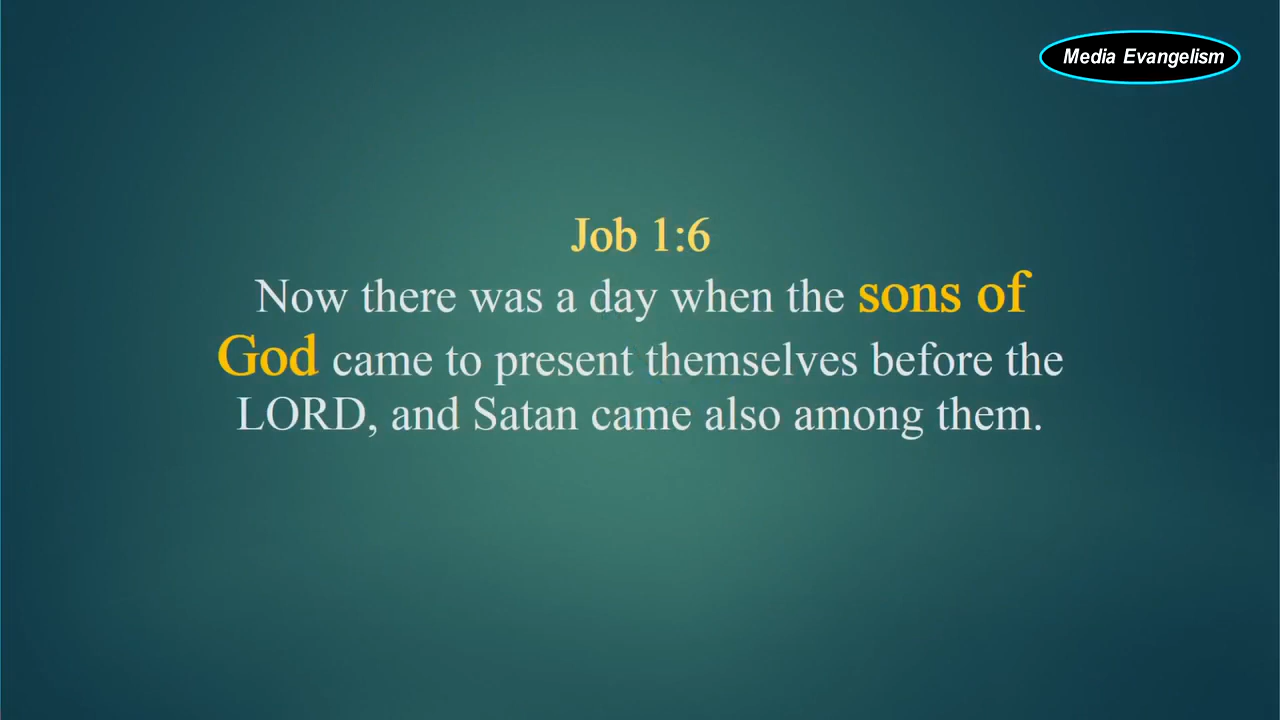 Media Evangelism
Job 1:6
Now there was a day when the sons of
God came to present themselves before the
LORD, and Satan came also among them.